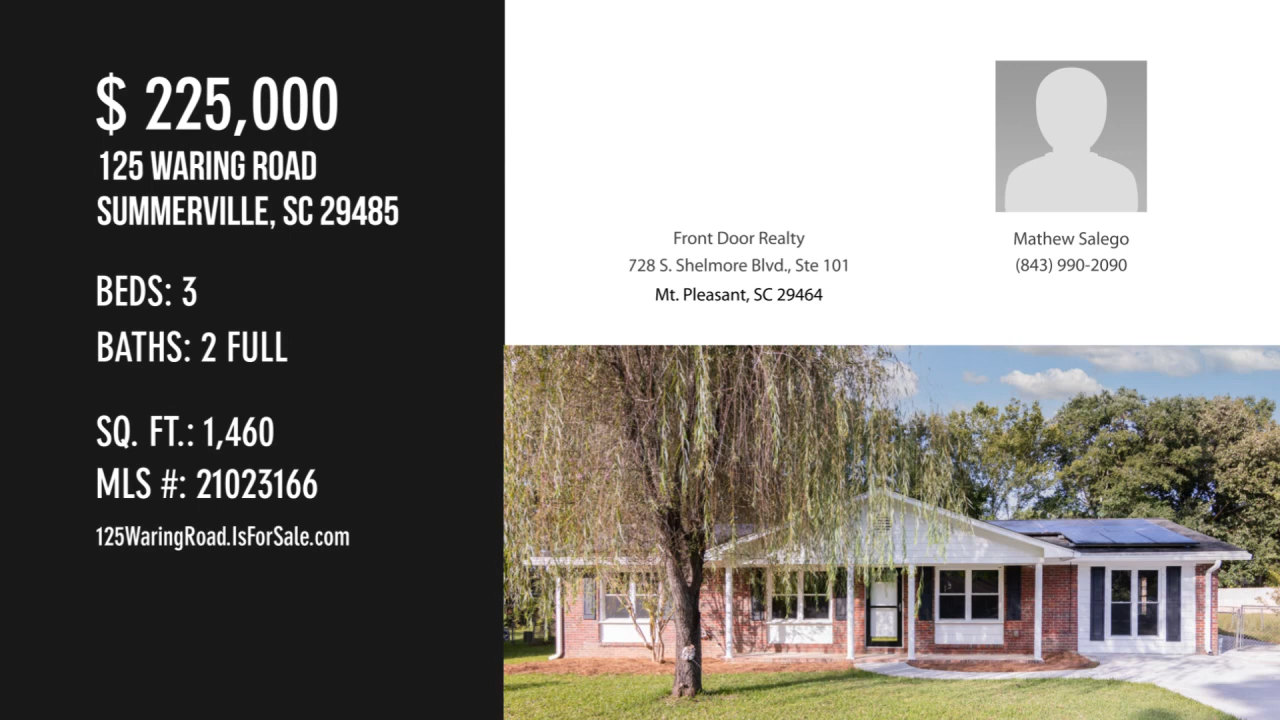 $ 225,000
125 WARING ROAD
SUMMERVILLE, SC 29485
BEDS: 3
BATHS: 2 FULL
SQ. FT.: 1,460
MLS #: 21023166
125WaringRoad.IsForSale.com
Front Door Realty
728 S. Shelmore Blvd., Ste 101
Mt. Pleasant, SC 29464
Mathew Salego
(843) 990-2090